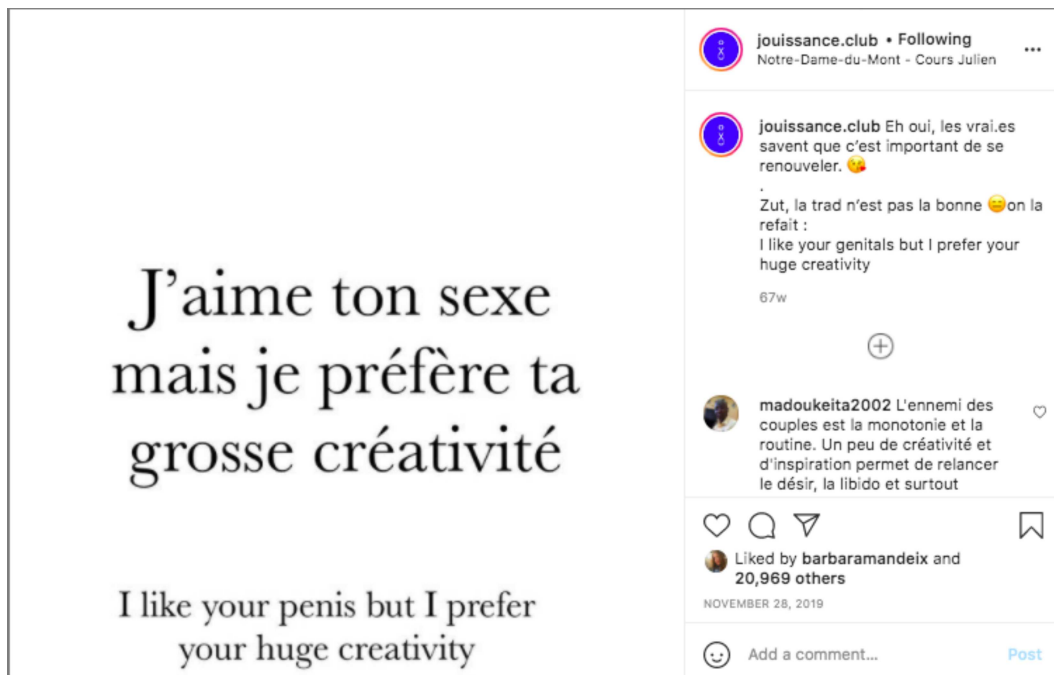 J'aime ton sexe
mais je préfère ta
grosse créativité
I like your penis but I prefer
your huge creativity
jouissance.club • Following
Notre-Dame-du-Mont - Cours Julien
jouissance.club Eh oui, les vrai.es
savent que c'est important de se
renouveler. 😘
.
Zut, la trad n'est pas la bonne 😑on la
refait :
I like your genitals but I prefer your
huge creativity
67w
madoukeita2002 L'ennemi des
couples est la monotonie et la
routine. Un peu de créativité et
d'inspiration permet de relancer
le désir, la libido et surtout
Liked by barbaramandeix and
20,969 others
NOVEMBER 28, 2019
Add a comment...
Post